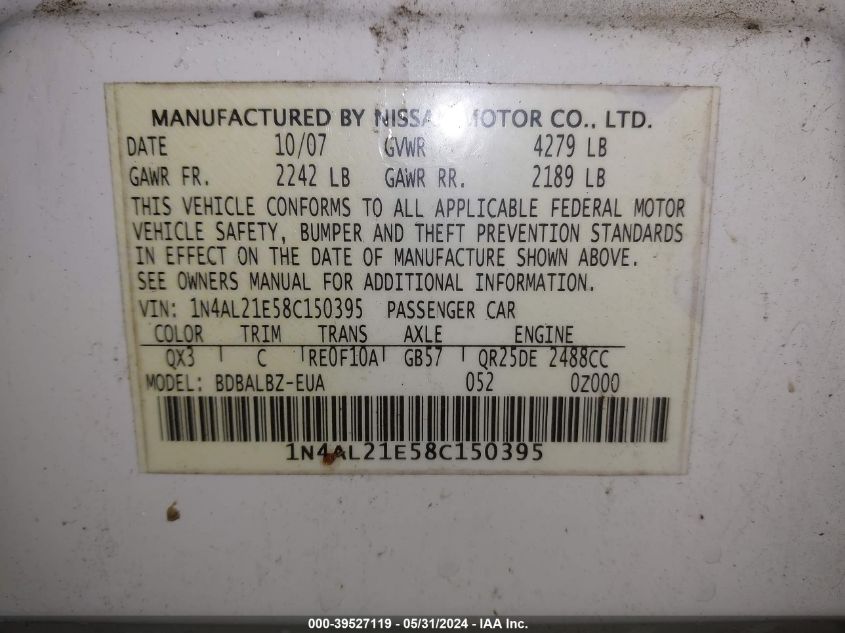 MANUFACTURED BY NISSAN MOTOR CO., LTD.
DATE 10/07 GVWR 4279 LB
GAWR FR. 2242 LB GAWR RR. 2189 LB
THIS VEHICLE CONFORMS TO ALL APPLICABLE FEDERAL MOTOR
VEHICLE SAFETY, BUMPER AND THEFT PREVENTION STANDARDS
IN EFFECT ON THE DATE OF MANUFACTURE SHOWN ABOVE.
SEE OWNERS MANUAL FOR ADDITIONAL INFORMATION.
VIN: 1N4AL21E58C150395 PASSENGER CAR
COLOR TRIM TRANS AXLE ENGINE
QX3 C RE0F10A GB57 QR25DE 2488CC
MODEL: BDBALBZ-EUA 052 0Z000
1N4AL21E58C150395
000-39527119 - 05/31/2024 - IAA Inc.